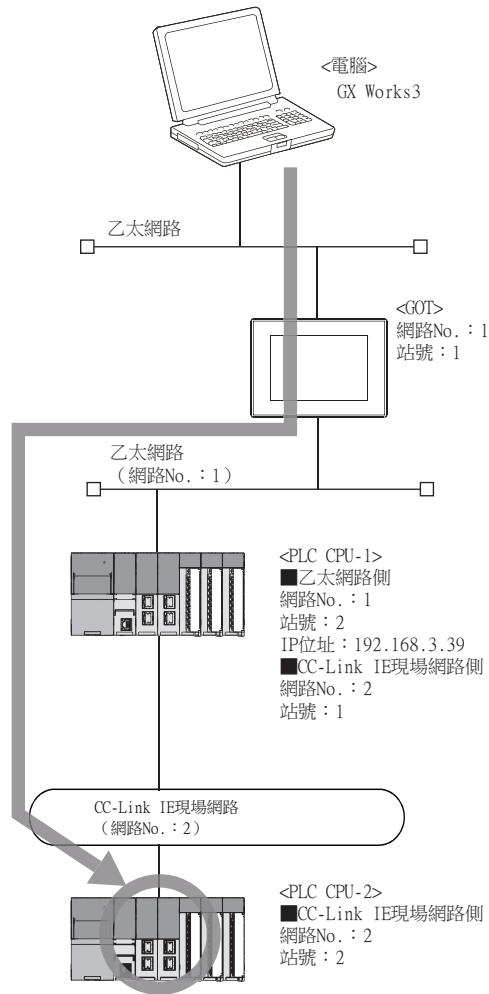 <電腦>
GX Works3
乙太網路
<GOT>
網路No.：1
站號：1
乙太網路
（網路No.：1）
<PLC CPU-1>
■乙太網路側
網路No.：1
站號：2
IP位址：192.168.3.39
■CC-Link IE現場網路側
網路No.：2
站號：1
CC-Link IE現場網路
（網路No.：2）
<PLC CPU-2>
■CC-Link IE現場網路側
網路No.：2
站號：2